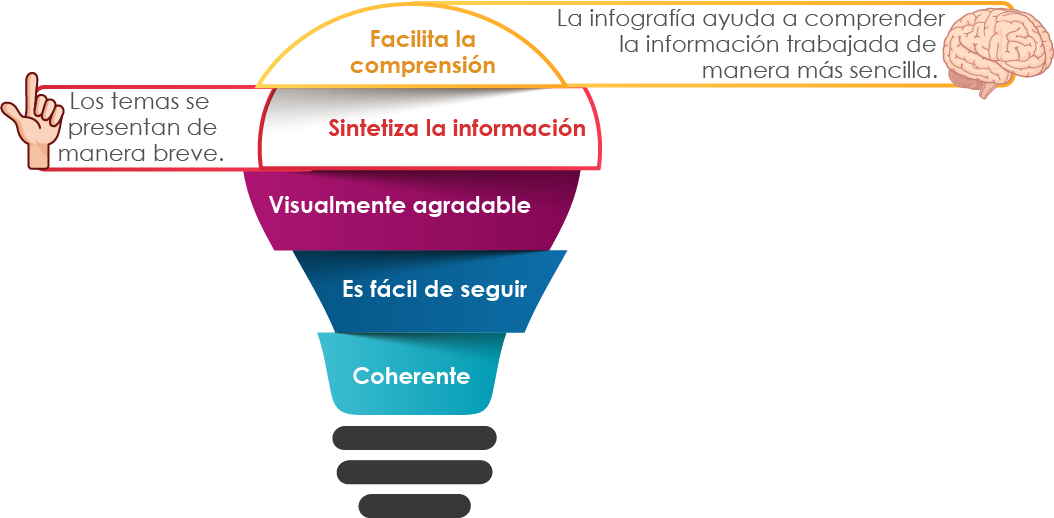 Facilita la
comprensión
La infografía ayuda a comprender
la información trabajada de
manera más sencilla.
Los temas se
presentan de
manera breve.
Sintetiza la información
Visualmente agradable
Es fácil de seguir
Coherente